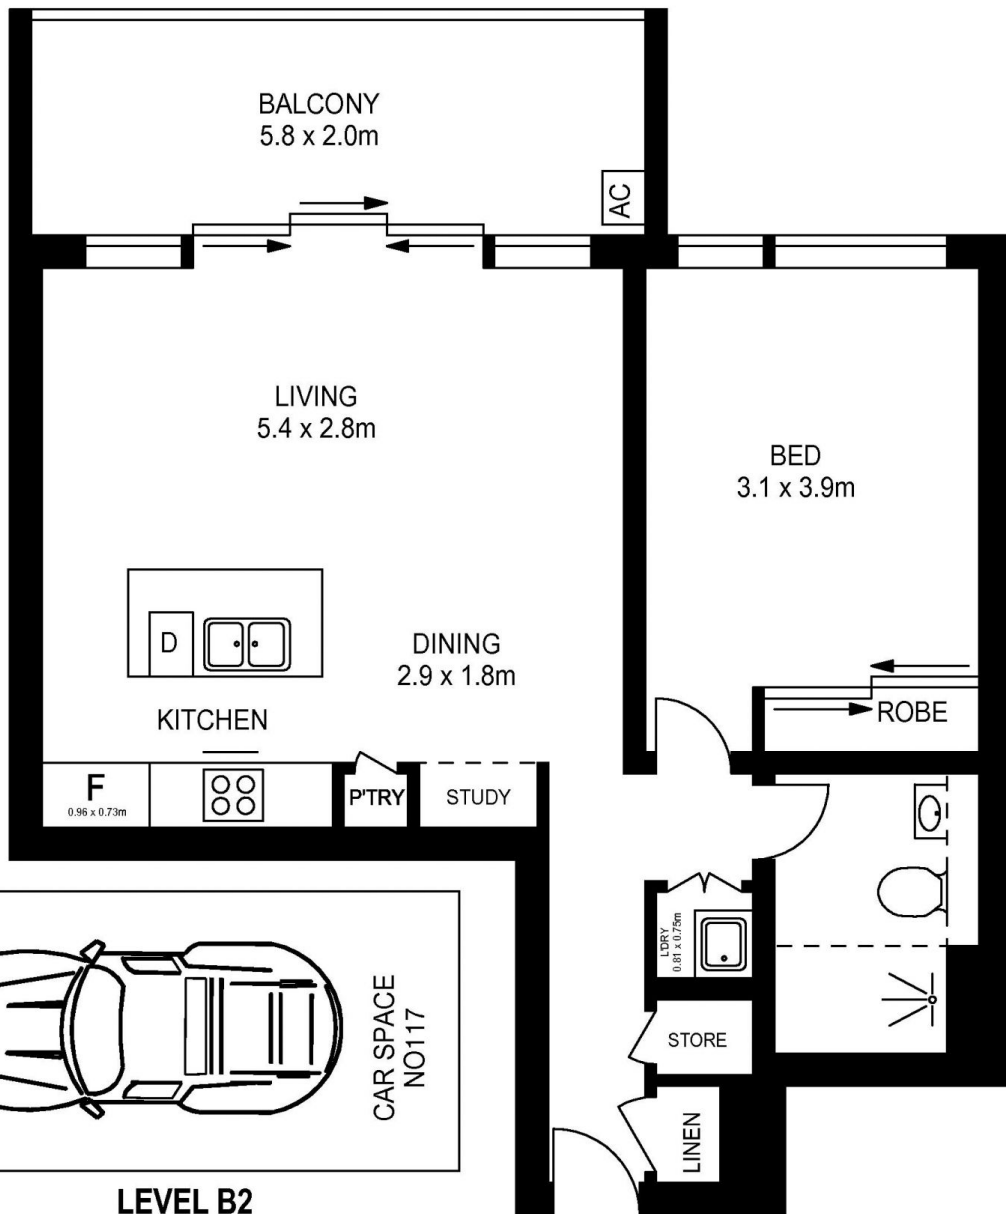 BALCONY
5.8 x 2.0m
AC
LIVING
5.4 x 2.8m
BED
3.1 x 3.9m
D
DINING
2.9 x 1.8m
KITCHEN
ROBE
F
0.96 x 0.73m
P'TRY
STUDY
L'DRY
0.81 x 0.75m
CAR SPACE
NO117
STORE
LINEN
LEVEL B2